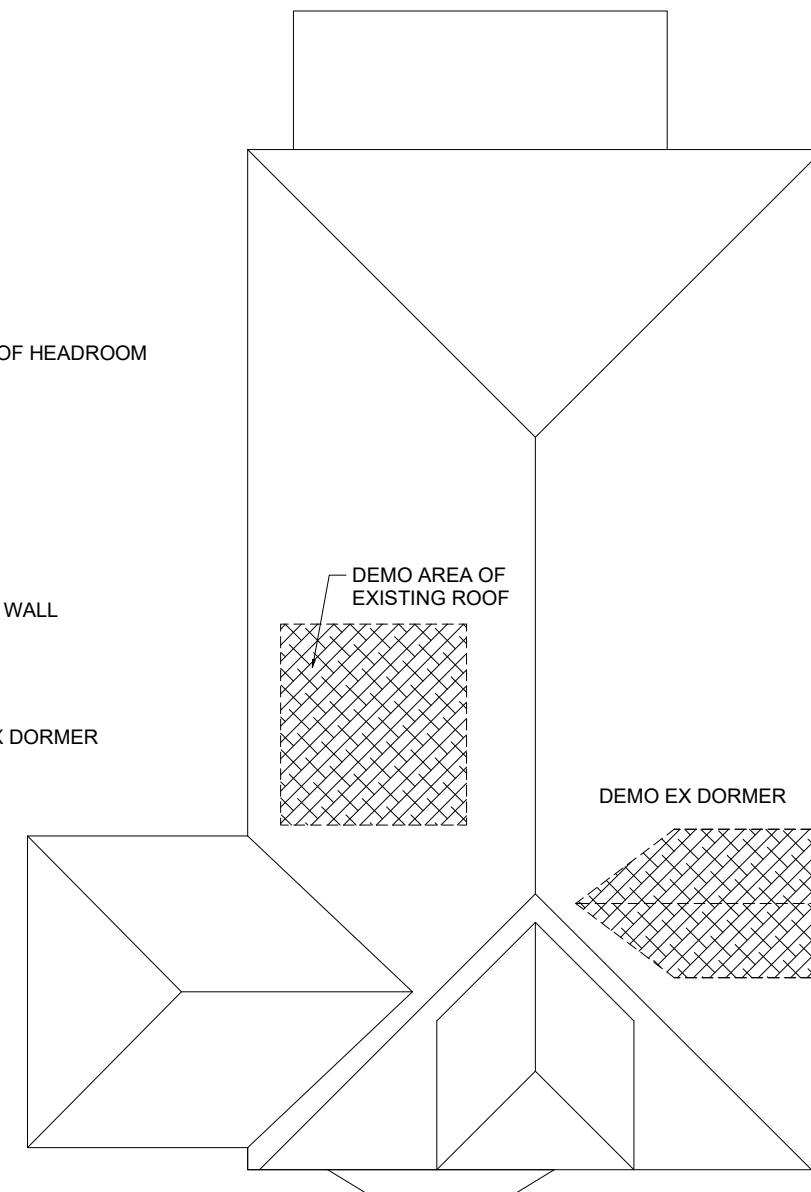 OF HEADROOM
DEMO AREA OF
EXISTING ROOF
WALL
DORMER
DEMO EX DORMER